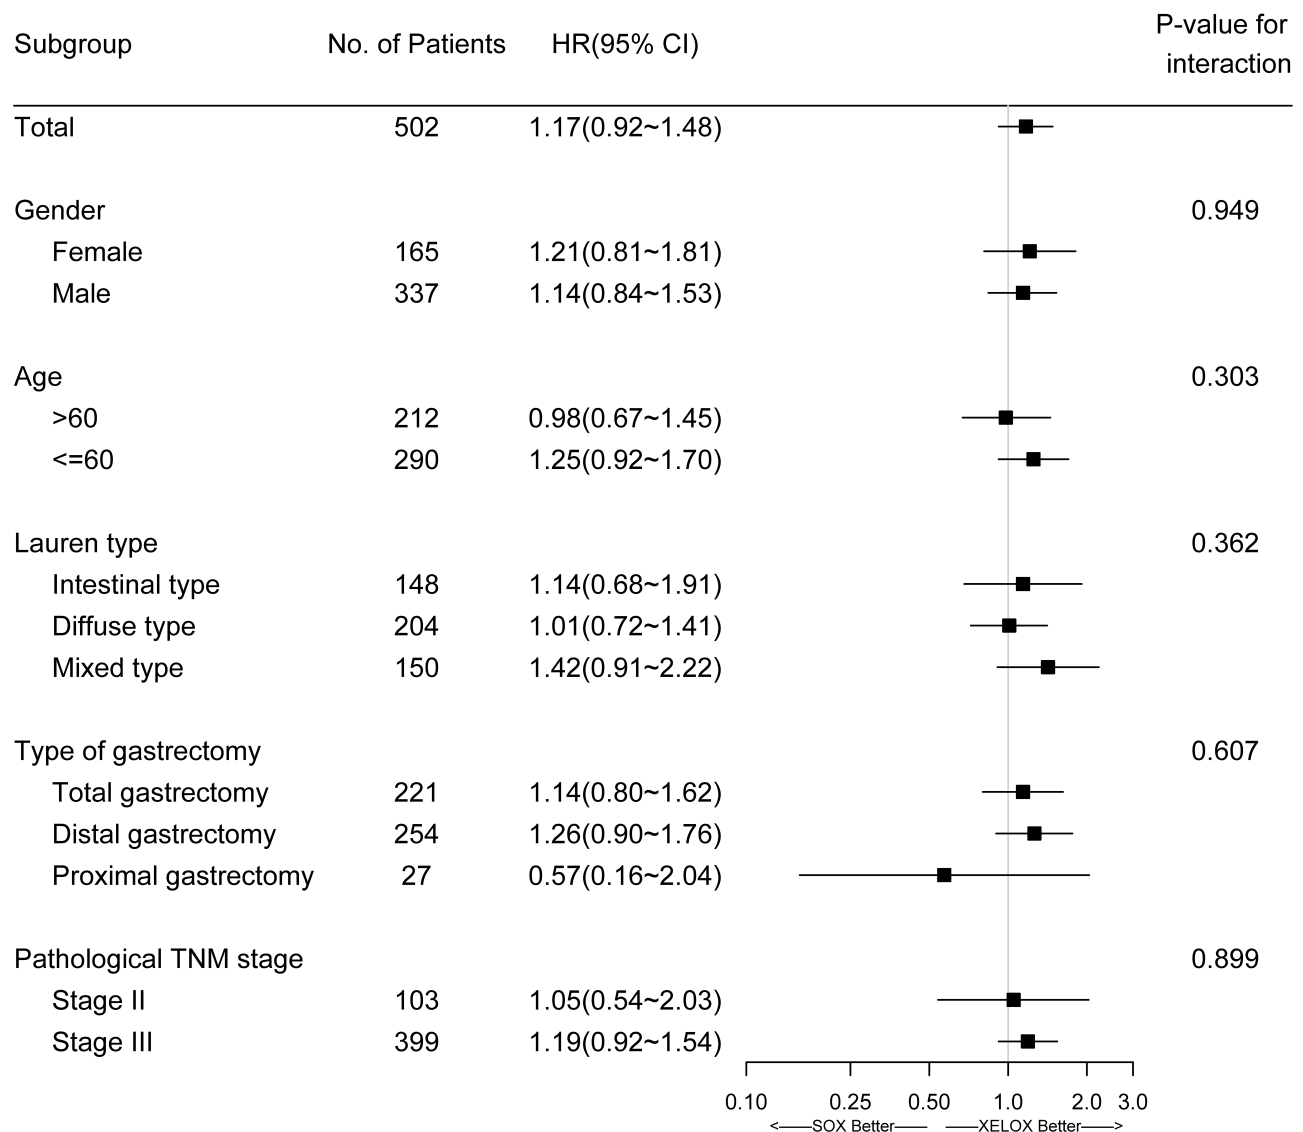 Subgroup No. of Patients HR(95% CI) P-value for interaction
Total 502 1.17(0.92~1.48)
Gender 0.949
Female 165 1.21(0.81~1.81)
Male 337 1.14(0.84~1.53)
Age 0.303
>60 212 0.98(0.67~1.45)
<=60 290 1.25(0.92~1.70)
Lauren type 0.362
Intestinal type 148 1.14(0.68~1.91)
Diffuse type 204 1.01(0.72~1.41)
Mixed type 150 1.42(0.91~2.22)
Type of gastrectomy 0.607
Total gastrectomy 221 1.14(0.80~1.62)
Distal gastrectomy 254 1.26(0.90~1.76)
Proximal gastrectomy 27 0.57(0.16~2.04)
Pathological TNM stage 0.899
Stage II 103 1.05(0.54~2.03)
Stage III 399 1.19(0.92~1.54)
0.10 0.25 0.50 1.0 2.0 3.0
<——SOX Better—— ——XELOX Better——>